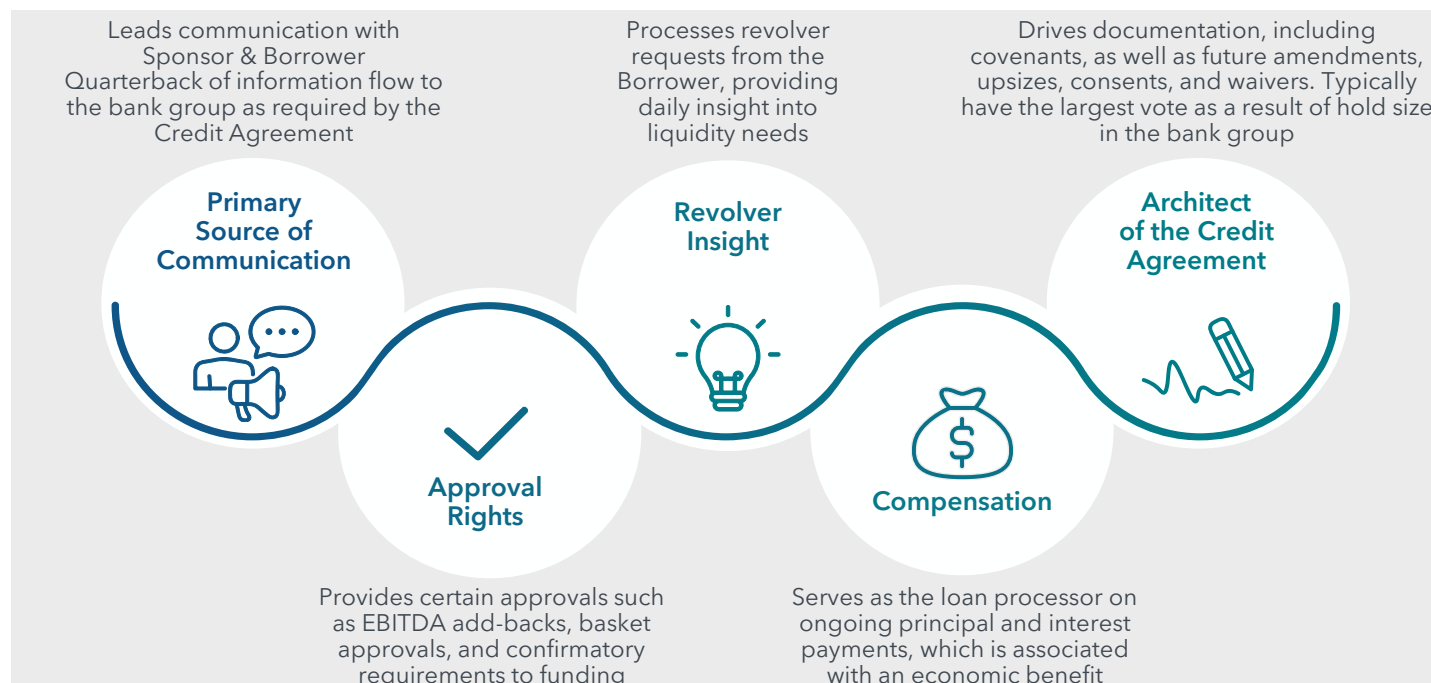 Leads communication with
Sponsor & Borrower
Quarterback of information flow to
the bank group as required by the
Credit Agreement
Primary
Source of
Communication
Approval
Rights
Provides certain approvals such
as EBITDA add-backs, basket
approvals, and confirmatory
requirements to funding
Processes revolver
requests from the
Borrower, providing
daily insight into
liquidity needs
Revolver
Insight
$
Compensation
Serves as the loan processor on
ongoing principal and interest
payments, which is associated
with an economic benefit
Drives documentation, including
covenants, as well as future amendments,
upsizes, consents, and waivers. Typically
have the largest vote as a result of hold size
in the bank group
Architect
of the Credit
Agreement